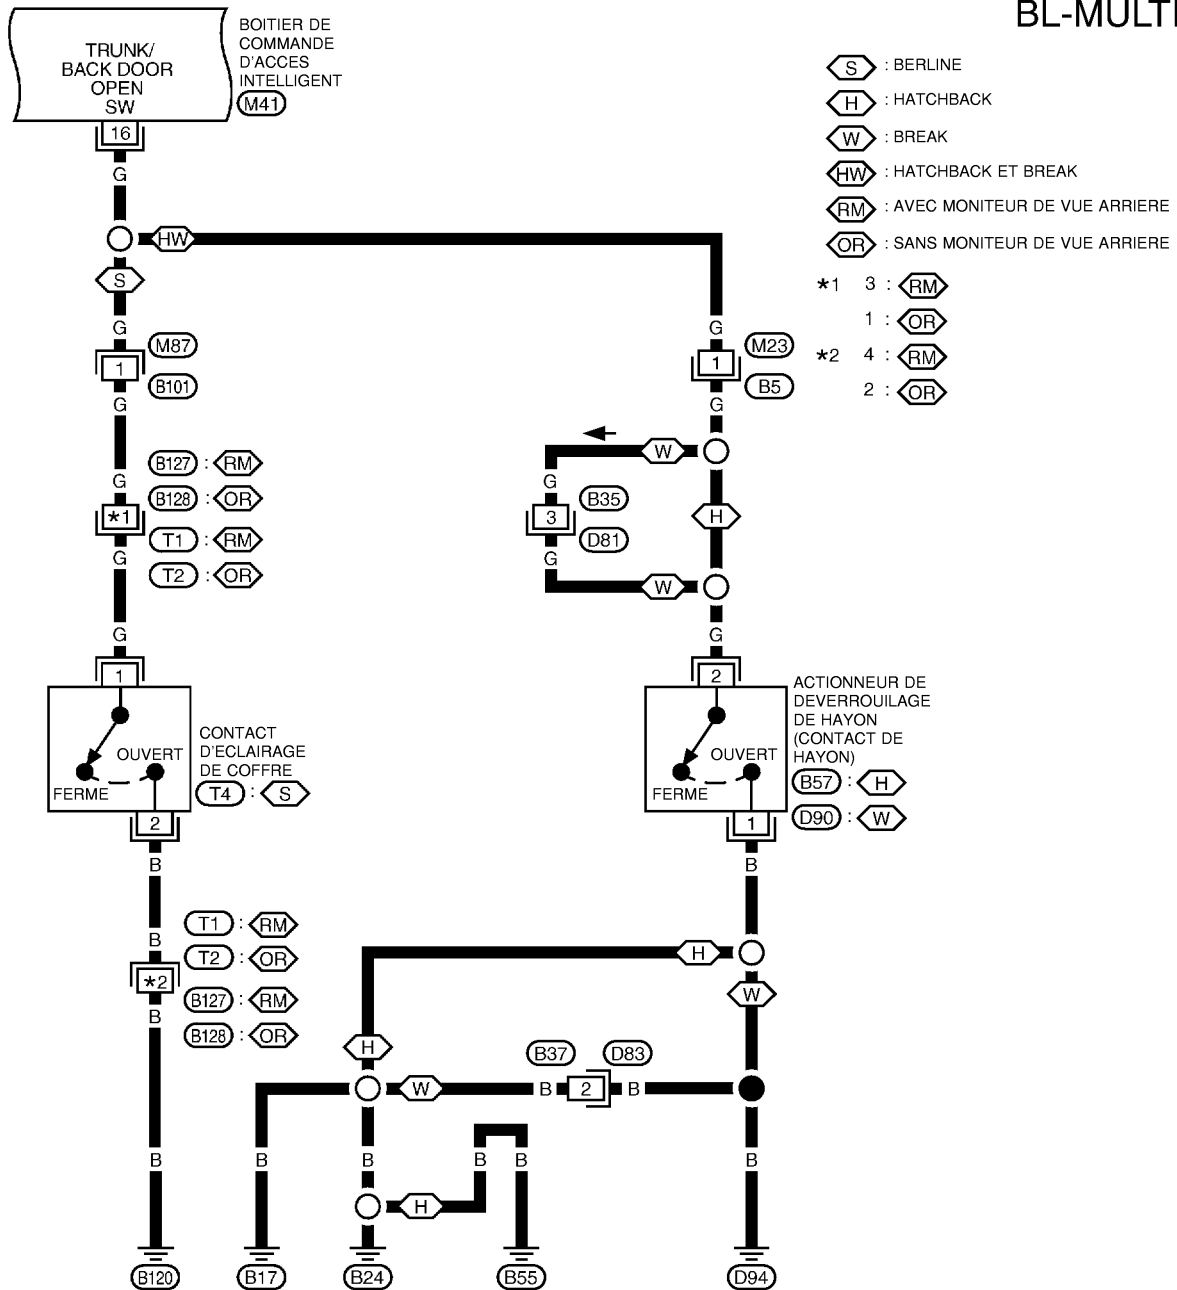 BL-MULTI
TRUNK/
BACK DOOR
OPEN
SW
16
BOITIER DE
COMMANDE
D'ACCES
INTELLIGENT
M41
S : BERLINE
H : HATCHBACK
W : BREAK
HW : HATCHBACK ET BREAK
RM : AVEC MONITEUR DE VUE ARRIERE
OR : SANS MONITEUR DE VUE ARRIERE
*1 3 : RM
1 : OR
*2 4 : RM
2 : OR
G
HW
S
G
1
M87
B101
G
G
*1
B127 : RM
B128 : OR
T1 : RM
T2 : OR
G
G
1
OUVERT
FERME
CONTACT
D'ECLAIRAGE
DE COFFRE
T4 : S
2
B
B
*2
T1 : RM
T2 : OR
B127 : RM
B128 : OR
B
B
B120
G
1
M23
B5
G
W
G
3
B35
D81
G
H
W
G
2
OUVERT
FERME
ACTIONNEUR DE
DEVERROUILAGE
DE HAYON
(CONTACT DE
HAYON)
B57 : H
D90 : W
1
B
H
W
H
W
B37
D83
B
2
B
B
B
B
B
B
H
B17
B24
B55
D94